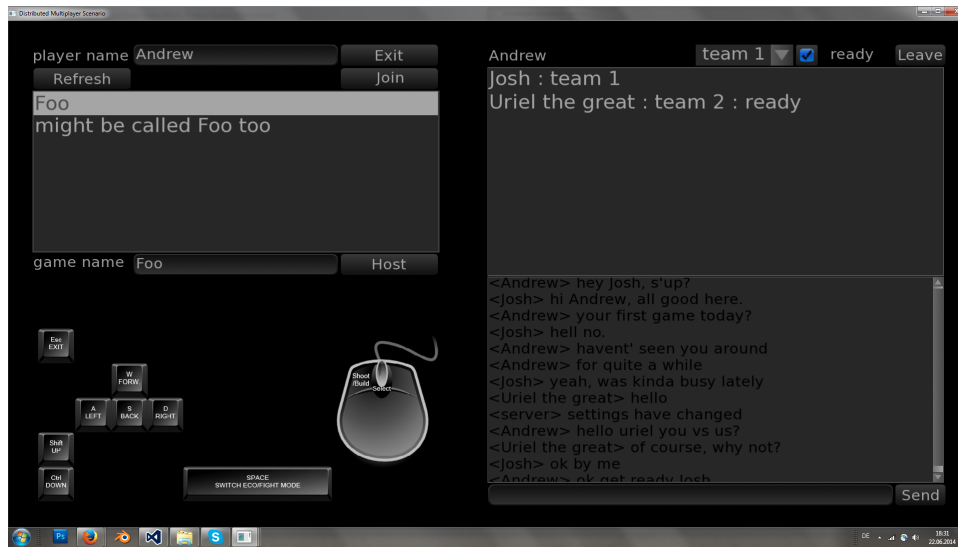 Distributed Multiplayer Scenario
player name Andrew Exit
Refresh Join
Foo
might be called Foo too
game name Foo Host
Esc
EXIT
W
FORW.
A
LEFT
S
BACK
D
RIGHT
Shift
UP
Ctrl
DOWN
SPACE
SWITCH ECO/FIGHT MODE
Shoot
/Build
Select
Andrew team 1 ready Leave
Josh : team 1
Uriel the great : team 2 : ready
<Andrew> hey Josh, s'up?
<Josh> hi Andrew, all good here.
<Andrew> your first game today?
<Josh> hell no.
<Andrew> havent' seen you around
<Andrew> for quite a while
<Josh> yeah, was kinda busy lately
<Uriel the great> hello
<server> settings have changed
<Andrew> hello uriel you vs us?
<Uriel the great> of course, why not?
<Josh> ok by me
<Andrew> ok get ready Josh
Send
Ps
S
DE
18:31
22.06.2014